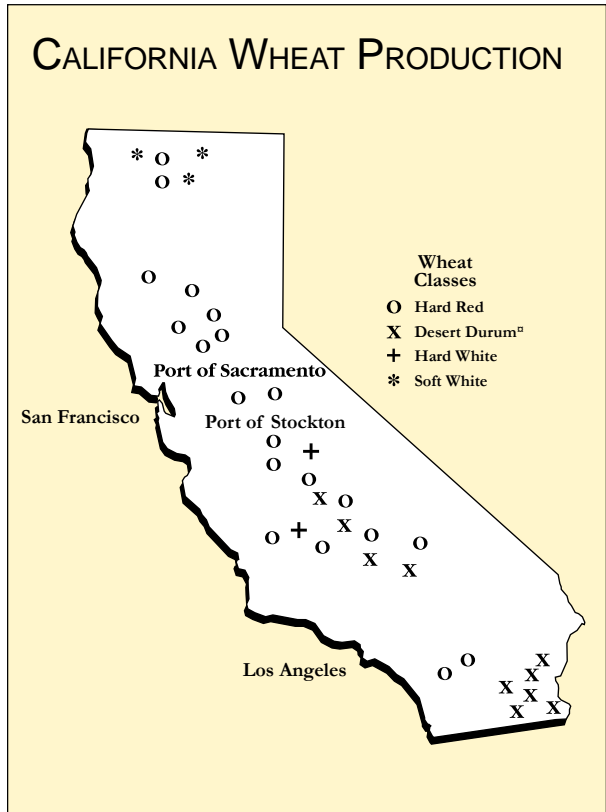 CALIFORNIA WHEAT PRODUCTION
Wheat
Classes
O Hard Red
X Desert Durum¤
+ Hard White
* Soft White
Port of Sacramento
San Francisco
Port of Stockton
Los Angeles